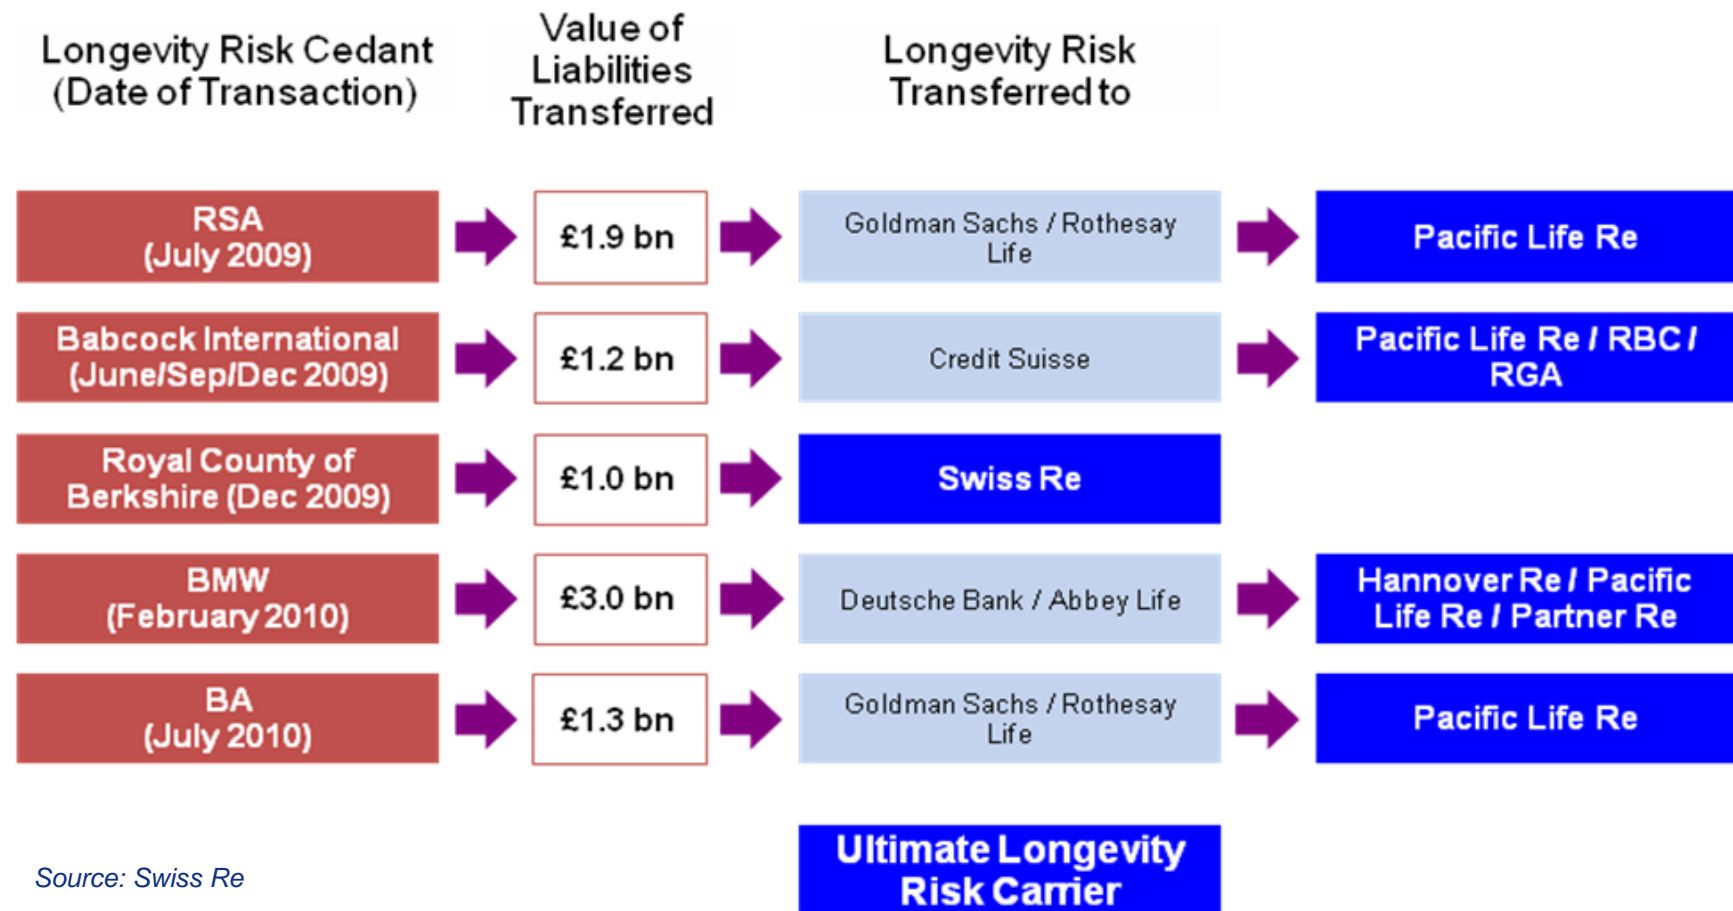 Longevity Risk Cedant
(Date of Transaction)
Value of
Liabilities
Transferred
Longevity Risk
Transferred to
RSA
(July 2009)
£1.9 bn
Goldman Sachs / Rothesay
Life
Pacific Life Re
Babcock International
(June/Sep/Dec 2009)
£1.2 bn
Credit Suisse
Pacific Life Re / RBC /
RGA
Royal County of
Berkshire (Dec 2009)
£1.0 bn
Swiss Re
BMW
(February 2010)
£3.0 bn
Deutsche Bank / Abbey Life
Hannover Re / Pacific
Life Re / Partner Re
BA
(July 2010)
£1.3 bn
Goldman Sachs / Rothesay
Life
Pacific Life Re
Ultimate Longevity
Risk Carrier
Source: Swiss Re